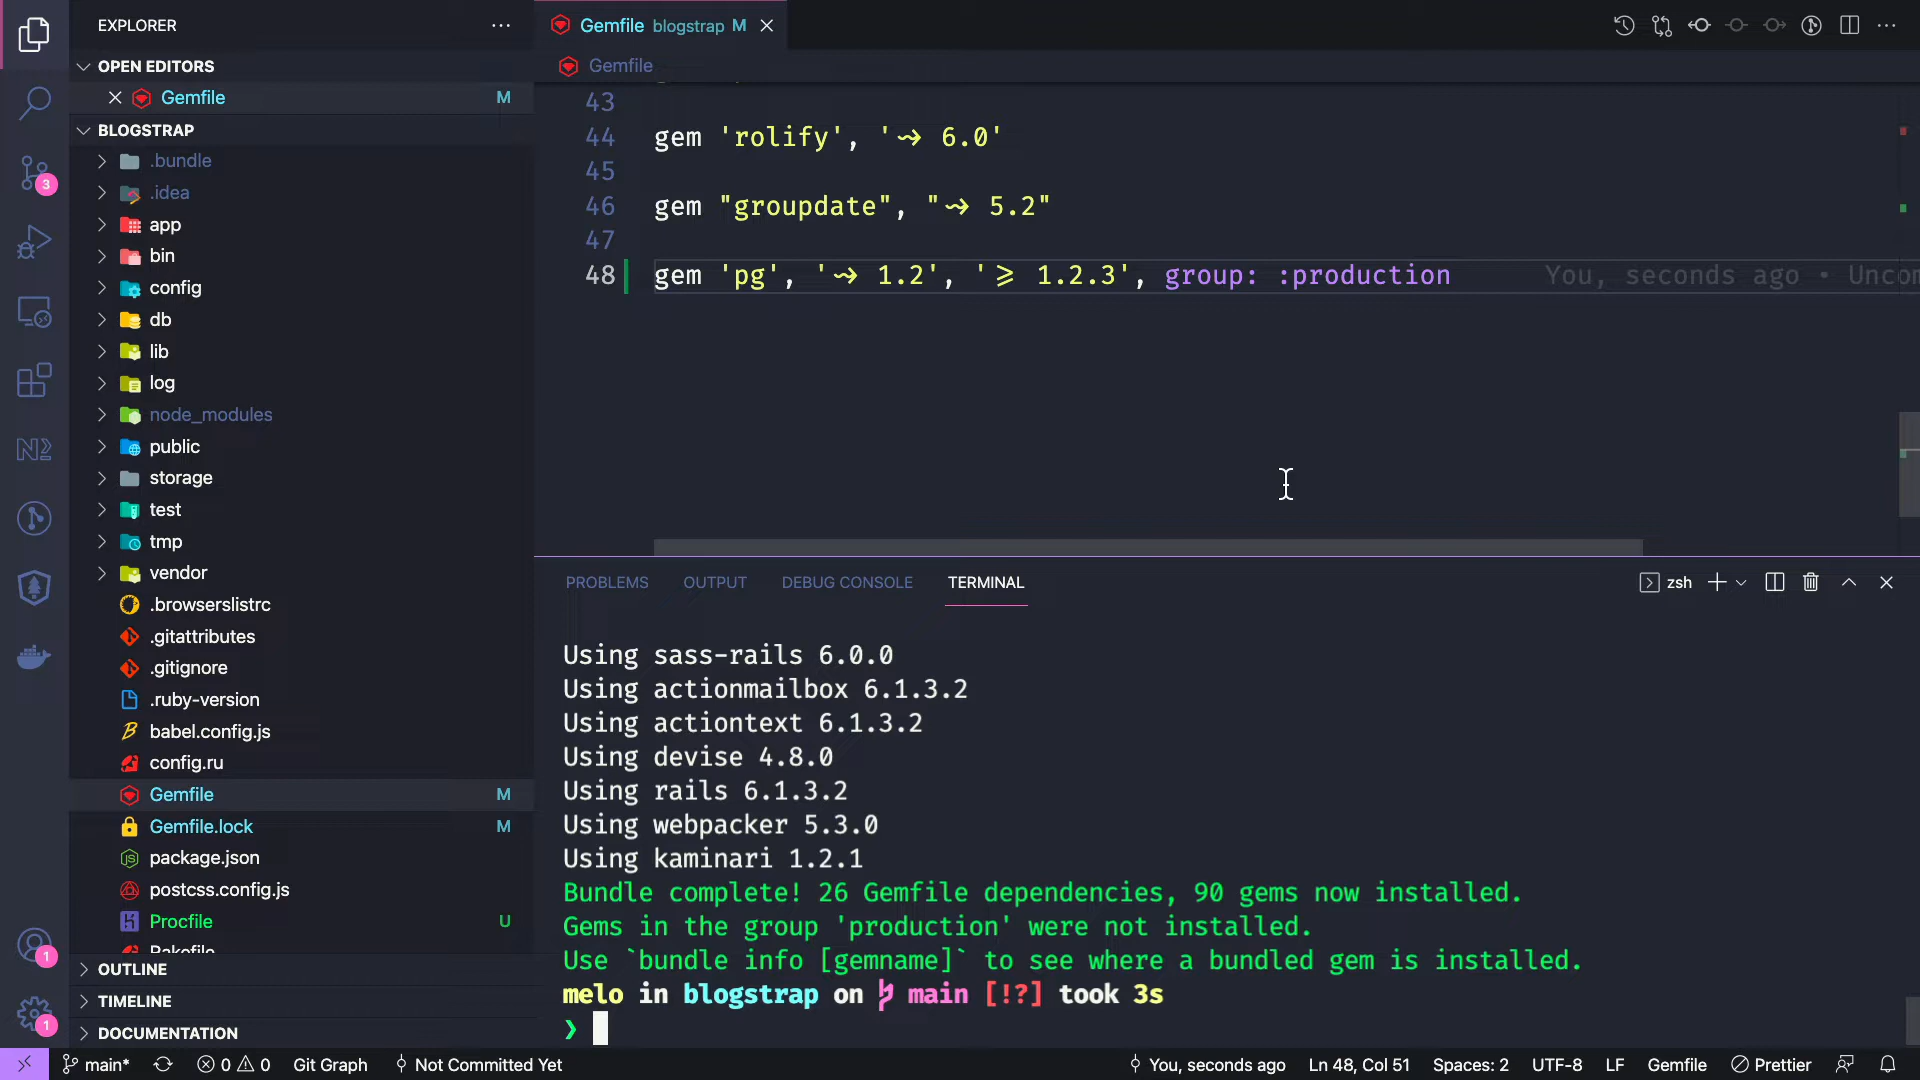 EXPLORER
OPEN EDITORS
Gemfile M
BLOGSTRAP
.bundle
.idea
app
bin
config
db
lib
log
node_modules
public
storage
test
tmp
vendor
.browserslistrc
.gitattributes
.gitignore
.ruby-version
babel.config.js
config.ru
Gemfile M
Gemfile.lock M
package.json
postcss.config.js
Procfile U
OUTLINE
TIMELINE
DOCUMENTATION
3
1
1
Gemfile blogstrap M
Gemfile
43
44 gem 'rolify', '~> 6.0'
45
46 gem "groupdate", "~> 5.2"
47
48 gem 'pg', '~> 1.2', '>= 1.2.3', group: :production You, seconds ago • Uncom
PROBLEMS OUTPUT DEBUG CONSOLE TERMINAL zsh
Using sass-rails 6.0.0
Using actionmailbox 6.1.3.2
Using actiontext 6.1.3.2
Using devise 4.8.0
Using rails 6.1.3.2
Using webpacker 5.3.0
Using kaminari 1.2.1
Bundle complete! 26 Gemfile dependencies, 90 gems now installed.
Gems in the group 'production' were not installed.
Use `bundle info [gemname]` to see where a bundled gem is installed.
melo in blogstrap on main [!?] took 3s
❯
main* 0 0 Git Graph Not Committed Yet You, seconds ago Ln 48, Col 51 Spaces: 2 UTF-8 LF Gemfile Prettier